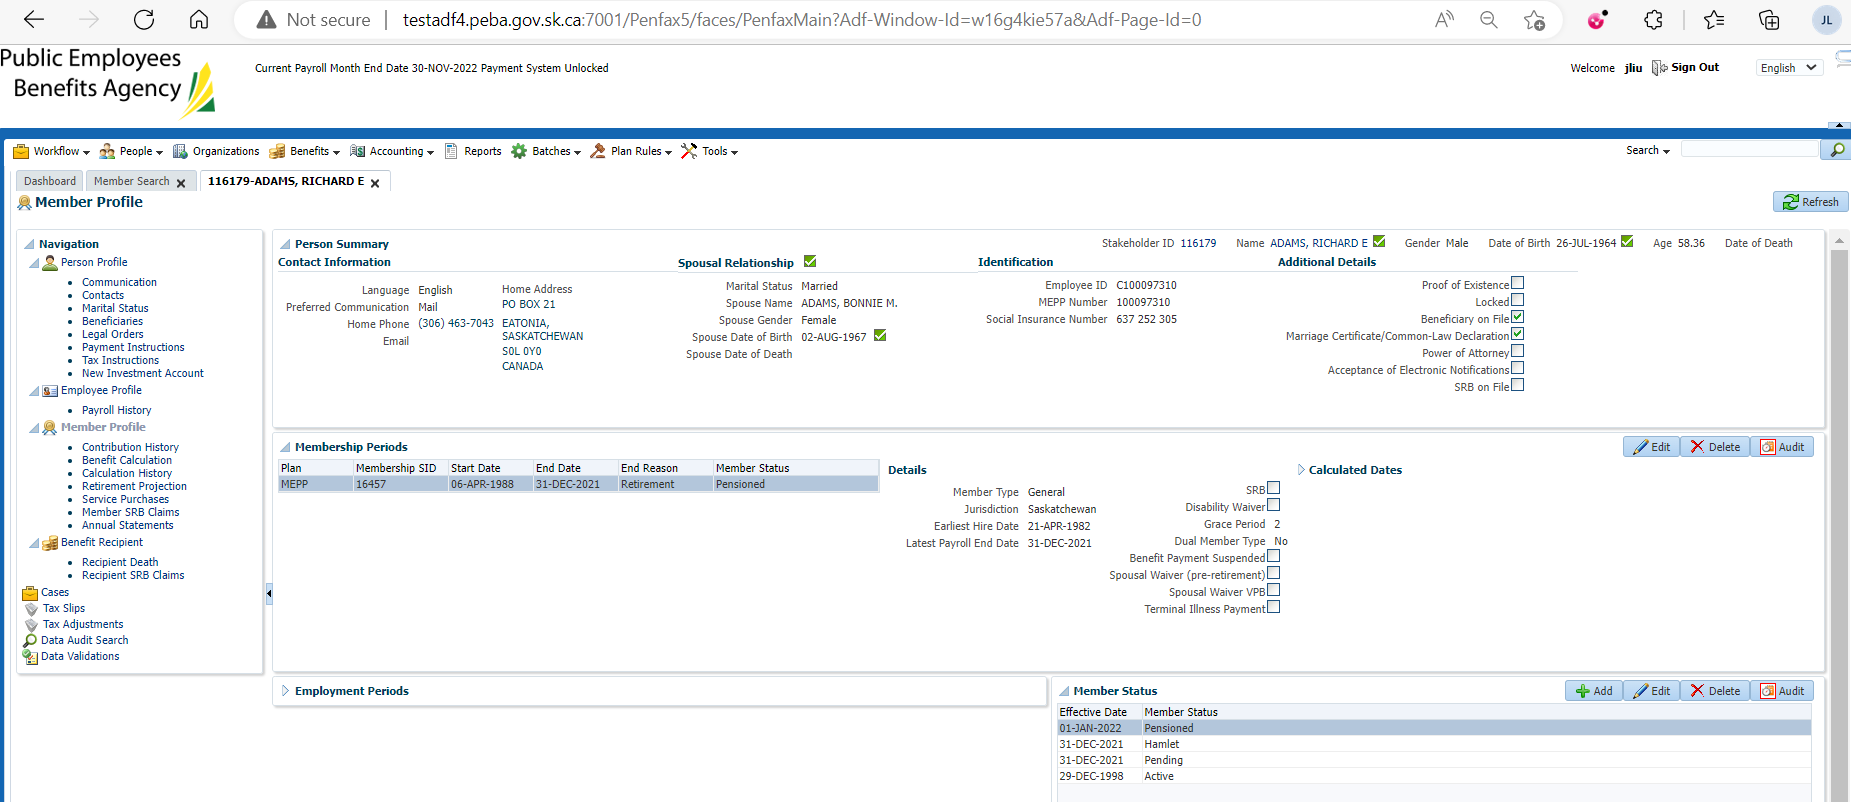 Not secure | testadf4.peba.gov.sk.ca:7001/Penfax5/faces/PenfaxMain?Adf-Window-Id=w16g4kie57a&Adf-Page-Id=0
JL
Public Employees
Benefits Agency
Current Payroll Month End Date 30-NOV-2022 Payment System Unlocked
Welcome jliu Sign Out English
Workflow People Organizations Benefits Accounting Reports Batches Plan Rules Tools Search
Dashboard Member Search 116179-ADAMS, RICHARD E
Member Profile
Refresh
Navigation
Person Profile
Communication
Contacts
Marital Status
Beneficiaries
Legal Orders
Payment Instructions
Tax Instructions
New Investment Account
Employee Profile
Payroll History
Member Profile
Contribution History
Benefit Calculation
Calculation History
Retirement Projection
Service Purchases
Member SRB Claims
Annual Statements
Benefit Recipient
Recipient Death
Recipient SRB Claims
Cases
Tax Slips
Tax Adjustments
Data Audit Search
Data Validations
Person Summary
Stakeholder ID 116179 Name ADAMS, RICHARD E Gender Male Date of Birth 26-JUL-1964 Age 58.36 Date of Death
Contact Information
Language English
Preferred Communication Mail
Home Phone (306) 463-7043
Email
Home Address
PO BOX 21
EATONIA,
SASKATCHEWAN
S0L 0Y0
CANADA
Spousal Relationship
Marital Status Married
Spouse Name ADAMS, BONNIE M.
Spouse Gender Female
Spouse Date of Birth 02-AUG-1967
Spouse Date of Death
Identification
Employee ID C100097310
MEPP Number 100097310
Social Insurance Number 637 252 305
Additional Details
Proof of Existence
Locked
Beneficiary on File
Marriage Certificate/Common-Law Declaration
Power of Attorney
Acceptance of Electronic Notifications
SRB on File
Membership Periods
Edit Delete Audit
Plan Membership SID Start Date End Date End Reason Member Status
MEPP 16457 06-APR-1988 31-DEC-2021 Retirement Pensioned
Details
Member Type General
Jurisdiction Saskatchewan
Earliest Hire Date 21-APR-1982
Latest Payroll End Date 31-DEC-2021
SRB
Disability Waiver
Grace Period 2
Dual Member Type No
Benefit Payment Suspended
Spousal Waiver (pre-retirement)
Spousal Waiver VPB
Terminal Illness Payment
Calculated Dates
Employment Periods
Member Status
Add Edit Delete Audit
Effective Date Member Status
01-JAN-2022 Pensioned
31-DEC-2021 Hamlet
31-DEC-2021 Pending
29-DEC-1998 Active